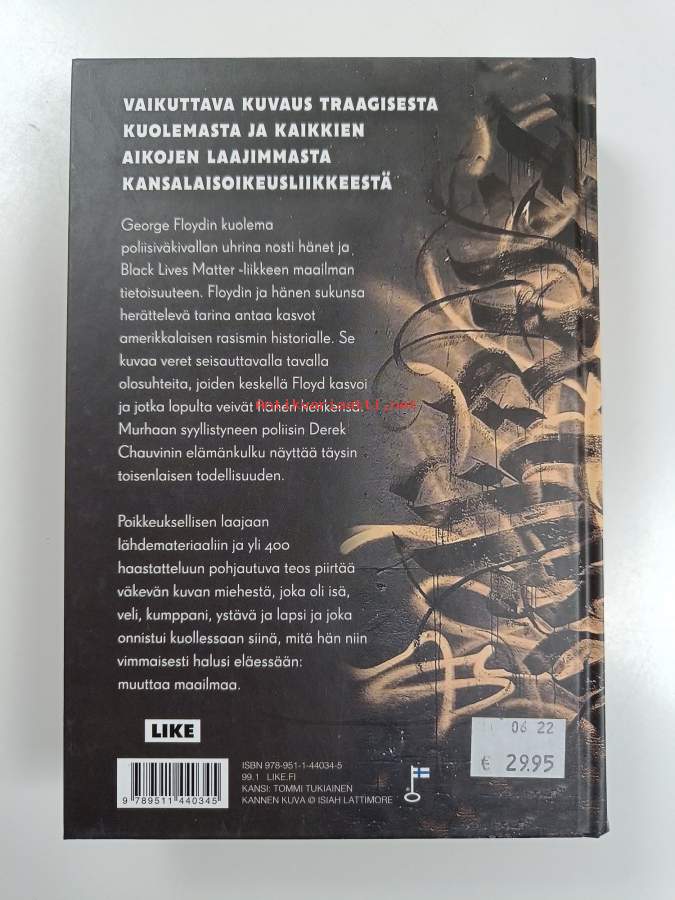 VAIKUTTAVA KUVAUS TRAAGISESTA
KUOLEMASTA JA KAIKKIEN
AIKOJEN LAAJIMMASTA
KANSALAISOIKEUSLIIKKEESTÄ
George Floydin kuolema
poliisiväkivallan uhrina nosti hänet ja
Black Lives Matter -liikkeen maailman
tietoisuuteen. Floydin ja hänen sukunsa
herättelevä tarina antaa kasvot
amerikkalaisen rasismin historialle. Se
kuvaa veret seisauttavalla tavalla
olosuhteita, joiden keskellä Floyd kasvoi
ja jotka lopulta veivät hänen henkensä.
Murhaan syyllistyneen poliisin Derek
Chauvinin elämänkulku näyttää täysin
toisenlaisen todellisuuden.
Poikkeuksellisen laajaan
lähdemateriaaliin ja yli 400
haastatteluun pohjautuva teos piirtää
väkevän kuvan miehestä, joka oli isä,
veli, kumppani, ystävä ja lapsi ja joka
onnistui kuollessaan siinä, mitä hän niin
vimmaisesti halusi eläessään:
muuttaa maailmaa.
LIKE
ISBN 978-951-1-44034-5
99.1 LIKE.FI
KANSI: TOMMI TUKIAINEN
KANNEN KUVA © ISIAH LATTIMORE
9 789511 440345
06 22
€ 29.95